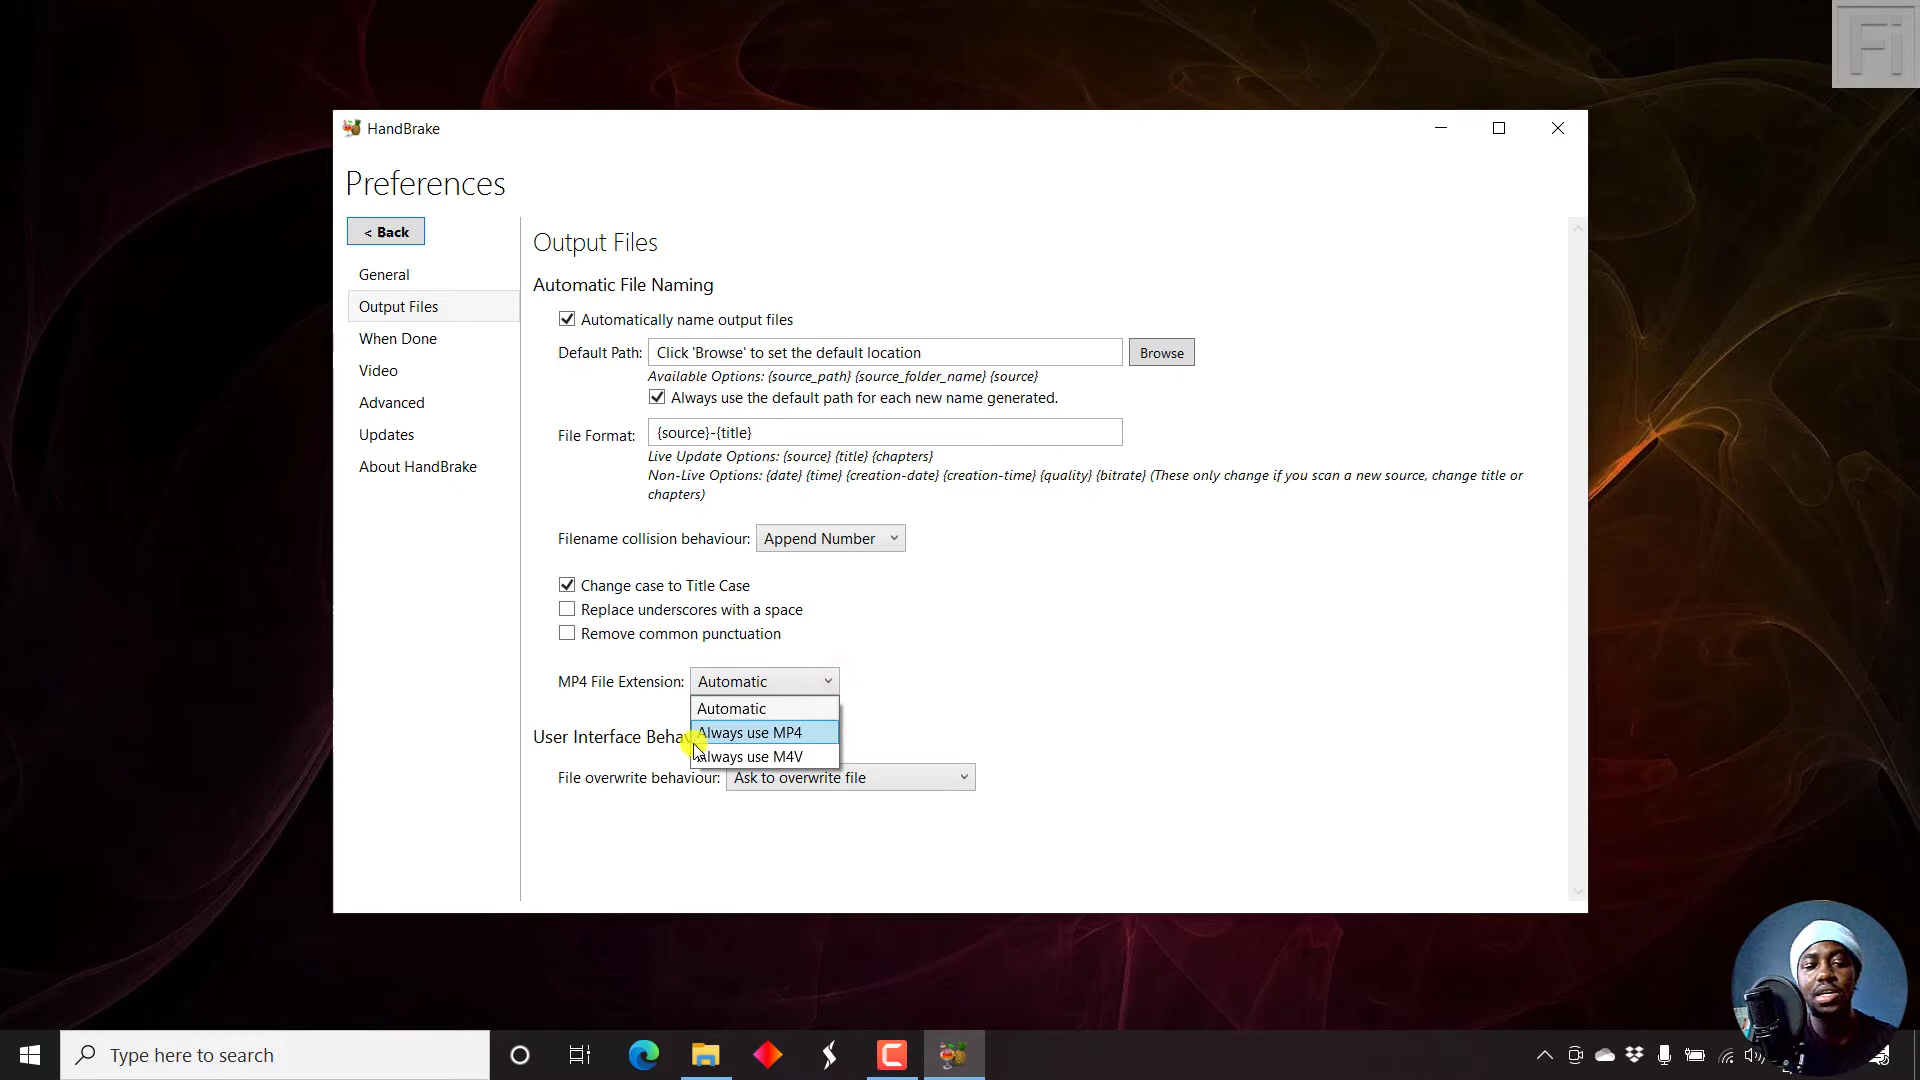 Fi
HandBrake
Preferences
< Back
General
Output Files
When Done
Video
Advanced
Updates
About HandBrake
Output Files
Automatic File Naming
Automatically name output files
Default Path: Click 'Browse' to set the default location Browse
Available Options: {source_path} {source_folder_name} {source}
Always use the default path for each new name generated.
File Format: {source}-{title}
Live Update Options: {source} {title} {chapters}
Non-Live Options: {date} {time} {creation-date} {creation-time} {quality} {bitrate} (These only change if you scan a new source, change title or
chapters)
Filename collision behaviour: Append Number
Change case to Title Case
Replace underscores with a space
Remove common punctuation
MP4 File Extension: Automatic
Automatic
Always use MP4
Always use M4V
User Interface Behav
File overwrite behaviour: Ask to overwrite file
Type here to search